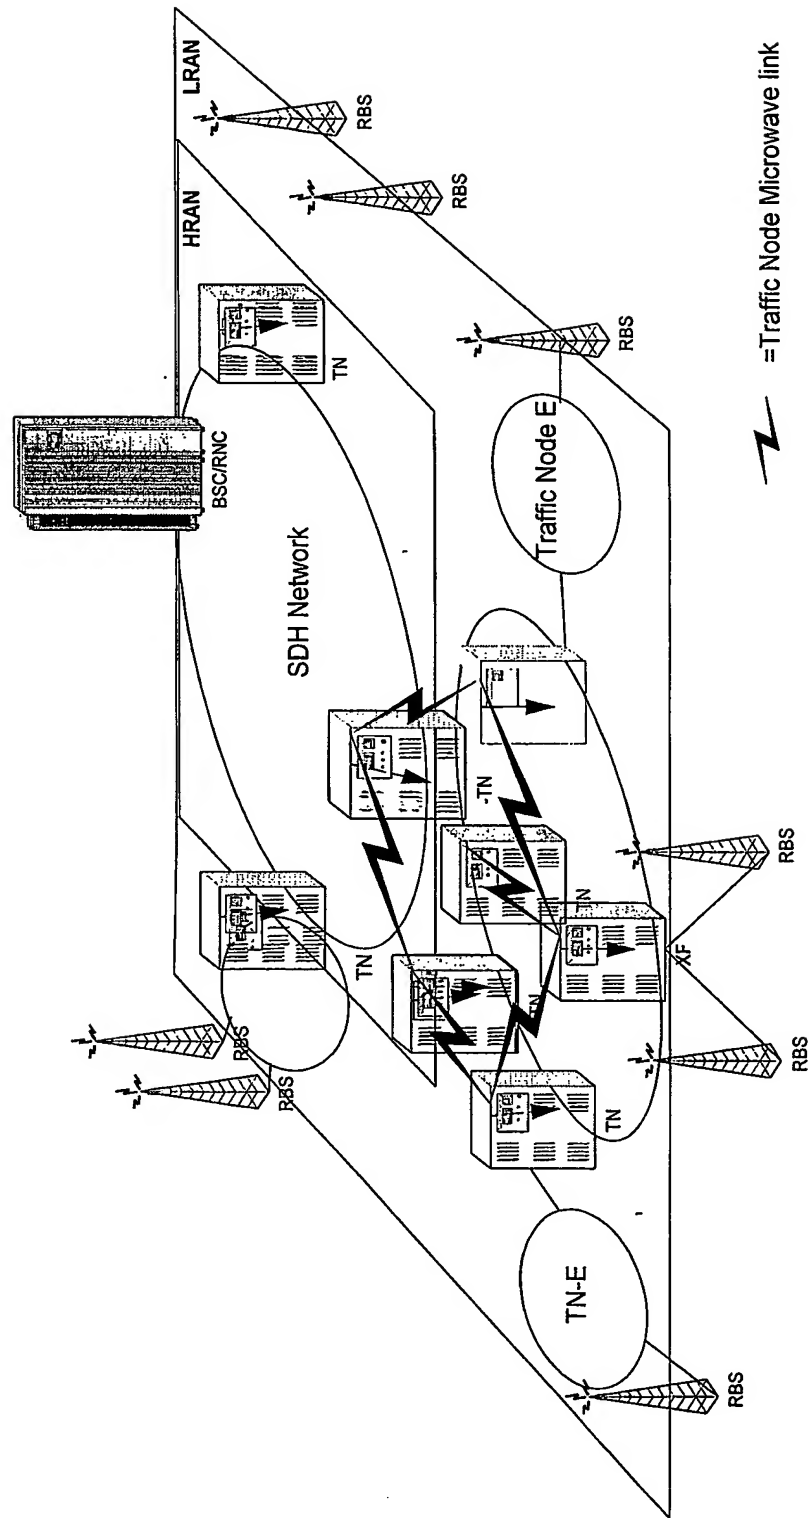 LRAN
HRAN
RBS
RBS
RBS
TN
BSC/RNC
SDH Network
Traffic Node E
-TN
TN
TN
TN
TN
XF
RBS
RBS
RBS
RBS
TN-E
RBS
=Traffic Node Microwave link